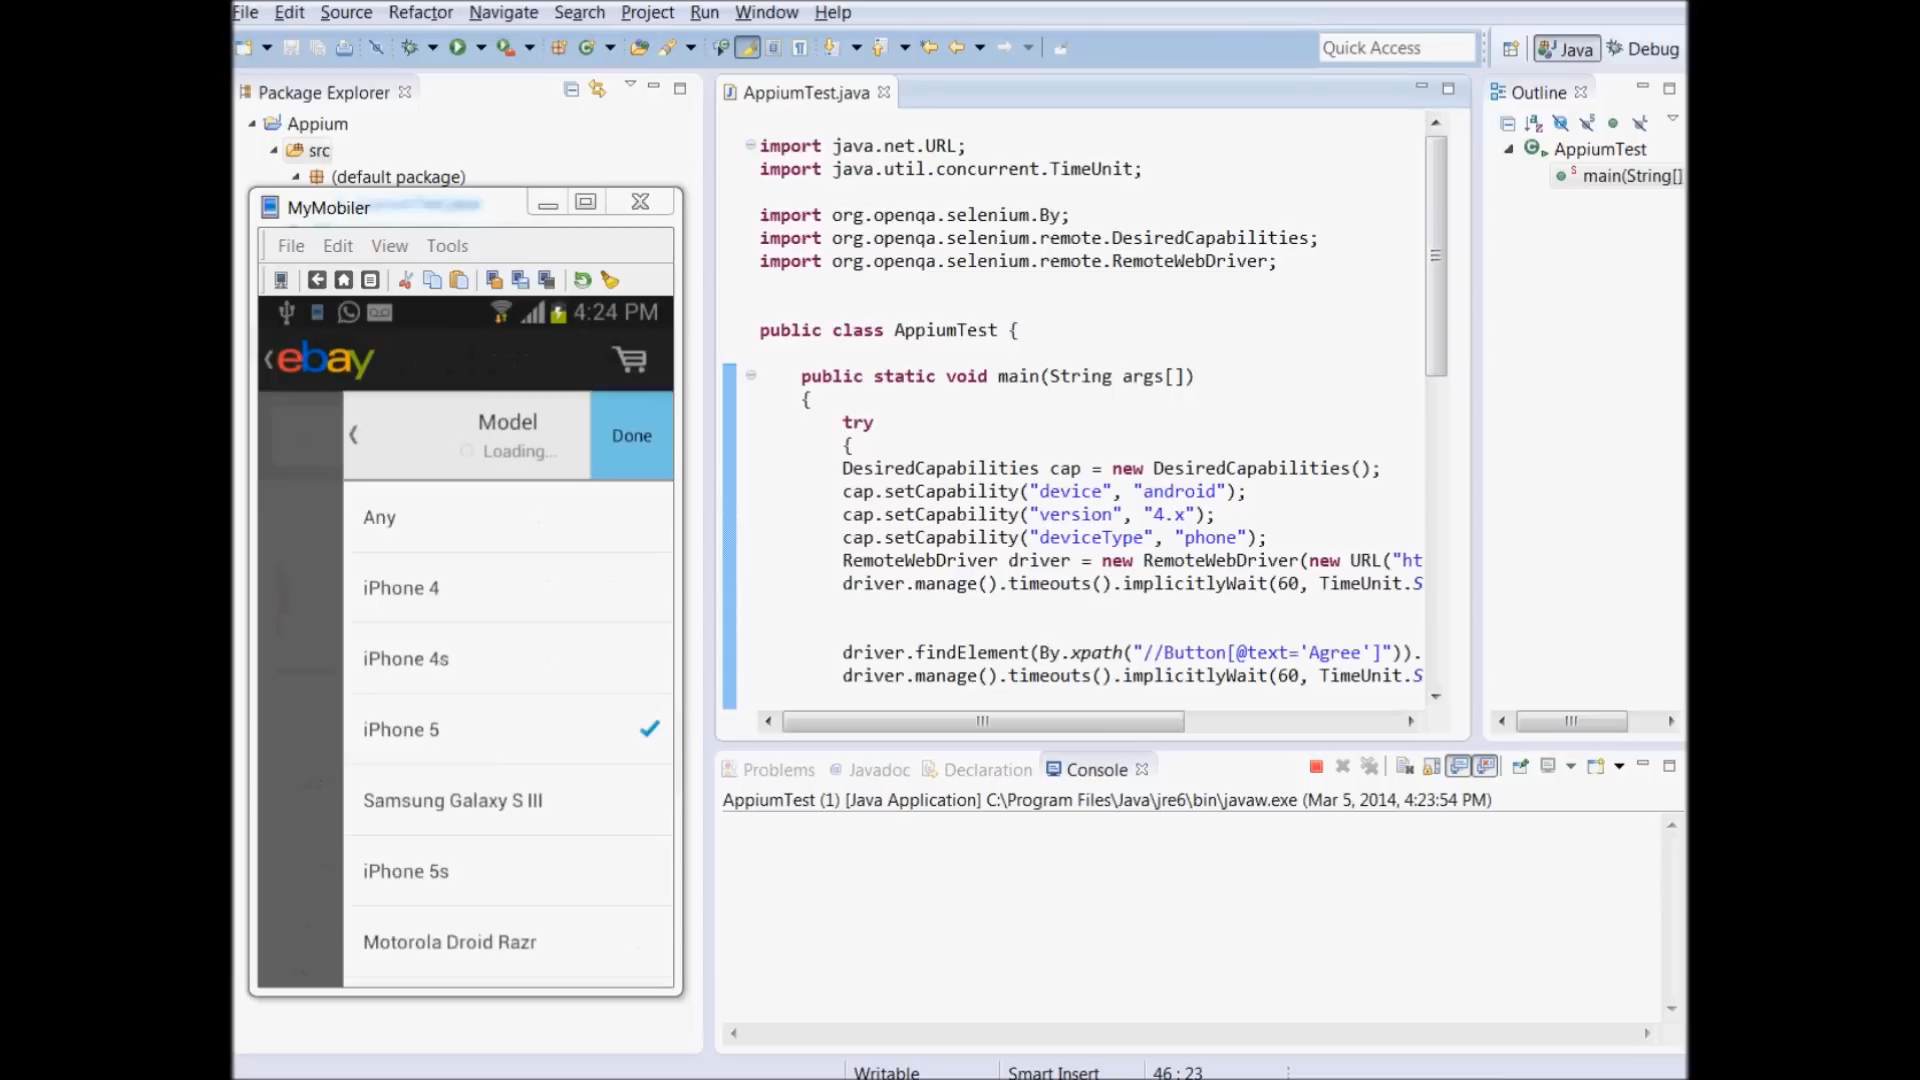 File Edit Source Refactor Navigate Search Project Run Window Help
Quick Access
Java
Debug
Package Explorer
Appium
src
(default package)
MyMobiler
File Edit View Tools
4:24 PM
ebay
Model
Loading...
Done
Any
iPhone 4
iPhone 4s
iPhone 5
Samsung Galaxy S III
iPhone 5s
Motorola Droid Razr
AppiumTest.java
import java.net.URL;
import java.util.concurrent.TimeUnit;
import org.openqa.selenium.By;
import org.openqa.selenium.remote.DesiredCapabilities;
import org.openqa.selenium.remote.RemoteWebDriver;
public class AppiumTest {
public static void main(String args[])
{
try
{
DesiredCapabilities cap = new DesiredCapabilities();
cap.setCapability("device", "android");
cap.setCapability("version", "4.x");
cap.setCapability("deviceType", "phone");
RemoteWebDriver driver = new RemoteWebDriver(new URL("ht
driver.manage().timeouts().implicitlyWait(60, TimeUnit.S
driver.findElement(By.xpath("//Button[@text='Agree']")).
driver.manage().timeouts().implicitlyWait(60, TimeUnit.S
Outline
AppiumTest
main(String[]
Problems Javadoc Declaration Console
AppiumTest (1) [Java Application] C:\Program Files\Java\jre6\bin\javaw.exe (Mar 5, 2014, 4:23:54 PM)
Writable Smart Insert 46 : 23